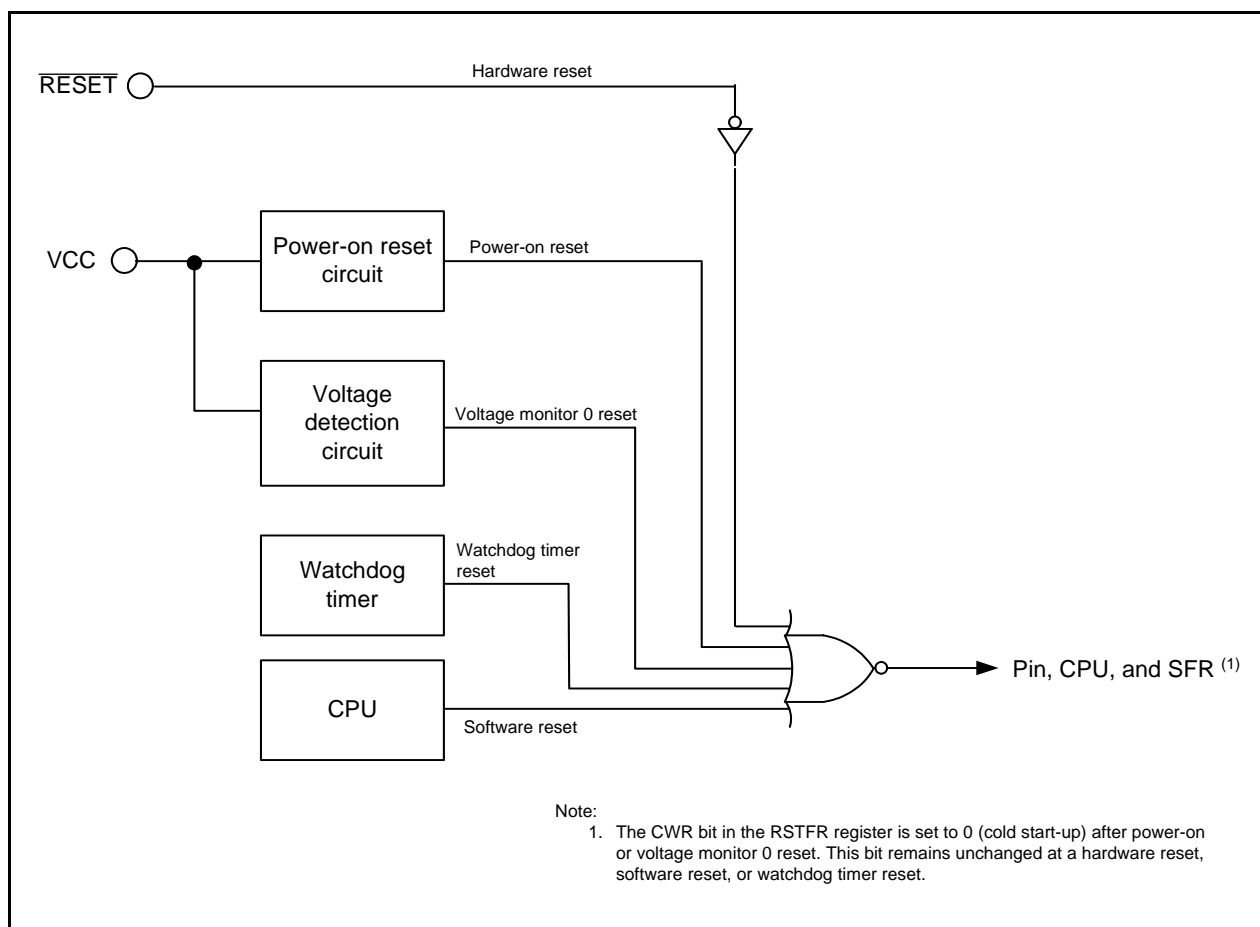 RESET
Hardware reset
VCC
Power-on reset
circuit
Power-on reset
Voltage
detection
circuit
Voltage monitor 0 reset
Watchdog
timer
Watchdog timer
reset
CPU
Software reset
Pin, CPU, and SFR (1)
Note:
1. The CWR bit in the RSTFR register is set to 0 (cold start-up) after power-on
or voltage monitor 0 reset. This bit remains unchanged at a hardware reset,
software reset, or watchdog timer reset.